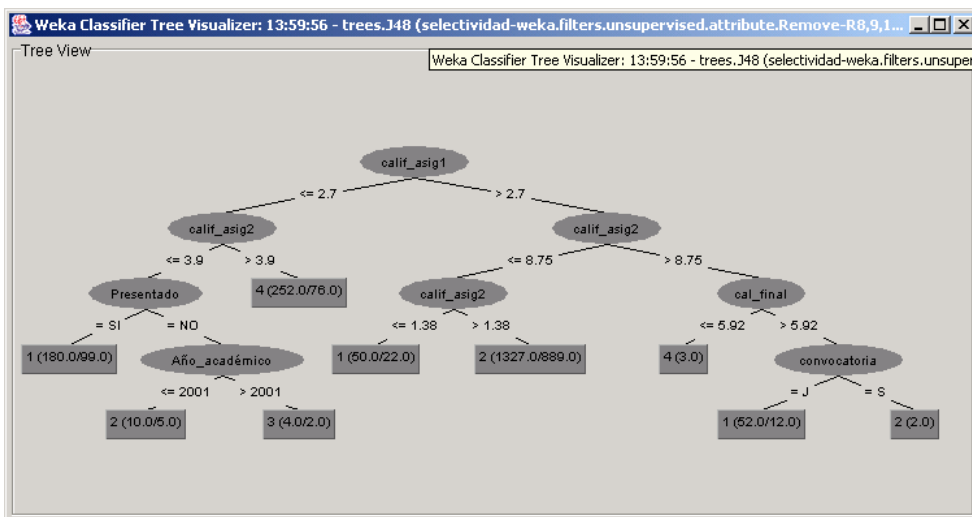 Weka Classifier Tree Visualizer: 13:59:56 - trees.J48 (selectividad-weka.filters.unsupervised.attribute.Remove-R8,9,1...
Tree View
Weka Classifier Tree Visualizer: 13:59:56 - trees.J48 (selectividad-weka.filters.unsuper
calif_asig1
<= 2.7 > 2.7
calif_asig2 calif_asig2
<= 3.9 > 3.9 <= 8.75 > 8.75
Presentado 4 (252.0/76.0) calif_asig2 cal_final
= SI = NO <= 1.38 > 1.38 <= 5.92 > 5.92
1 (180.0/99.0) Año_académico 1 (50.0/22.0) 2 (1327.0/889.0) 4 (3.0) convocatoria
<= 2001 > 2001 = J = S
2 (10.0/5.0) 3 (4.0/2.0) 1 (52.0/12.0) 2 (2.0)